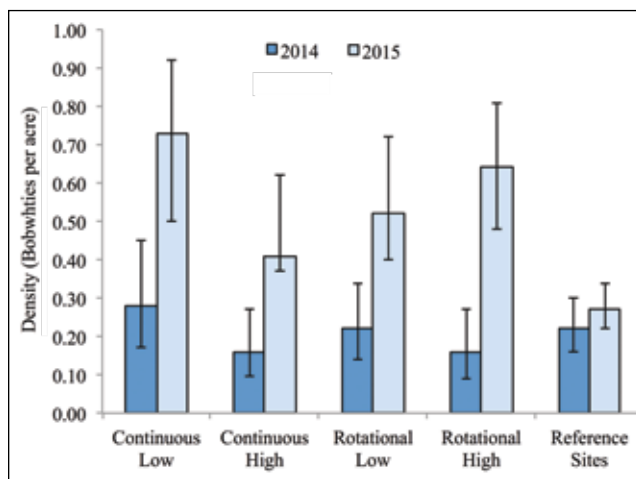 1.00
0.90
0.80
0.70
0.60
0.50
0.40
0.30
0.20
0.10
0.00
Density (Bobwhties per acre)
2014 2015
Continuous Low
Continuous High
Rotational Low
Rotational High
Reference Sites